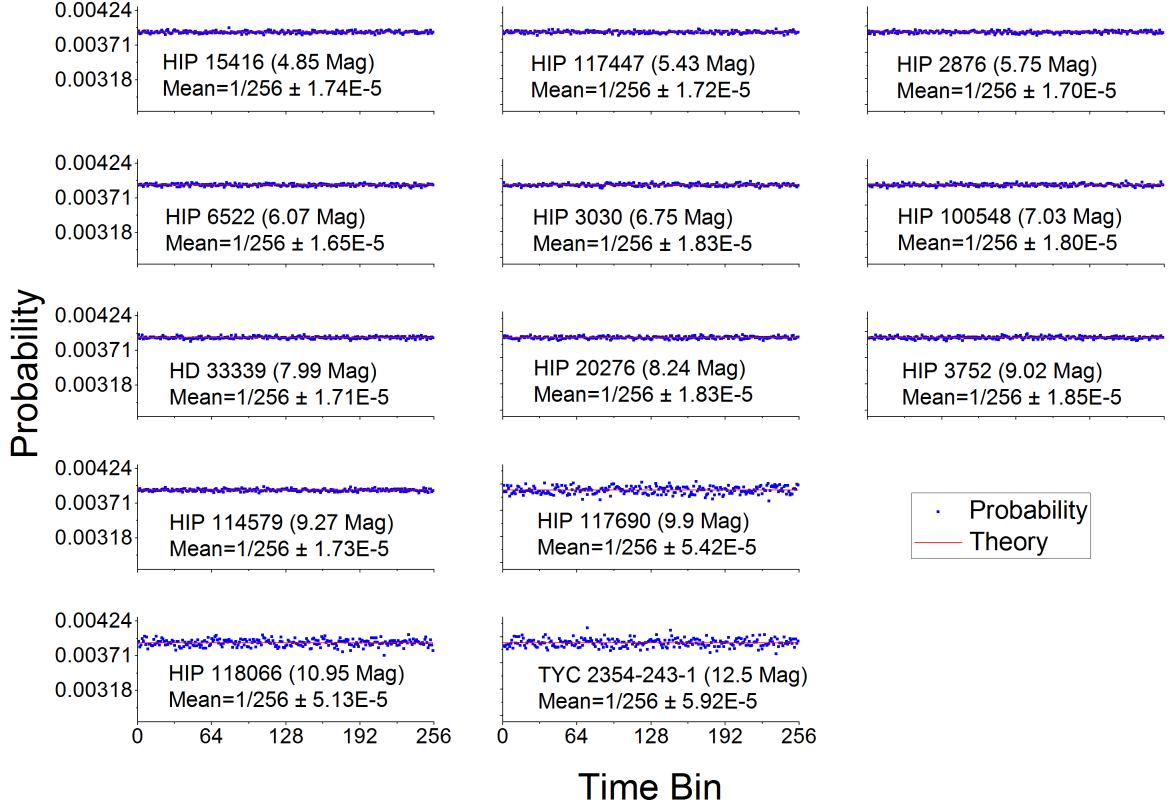 0.00424
0.00371
0.00318
HIP 15416 (4.85 Mag)
Mean=1/256 ± 1.74E-5
HIP 117447 (5.43 Mag)
Mean=1/256 ± 1.72E-5
HIP 2876 (5.75 Mag)
Mean=1/256 ± 1.70E-5
0.00424
0.00371
0.00318
HIP 6522 (6.07 Mag)
Mean=1/256 ± 1.65E-5
HIP 3030 (6.75 Mag)
Mean=1/256 ± 1.83E-5
HIP 100548 (7.03 Mag)
Mean=1/256 ± 1.80E-5
Probability
0.00424
0.00371
0.00318
HD 33339 (7.99 Mag)
Mean=1/256 ± 1.71E-5
HIP 20276 (8.24 Mag)
Mean=1/256 ± 1.83E-5
HIP 3752 (9.02 Mag)
Mean=1/256 ± 1.85E-5
0.00424
0.00371
0.00318
HIP 114579 (9.27 Mag)
Mean=1/256 ± 1.73E-5
HIP 117690 (9.9 Mag)
Mean=1/256 ± 5.42E-5
Probability
Theory
0.00424
0.00371
0.00318
HIP 118066 (10.95 Mag)
Mean=1/256 ± 5.13E-5
TYC 2354-243-1 (12.5 Mag)
Mean=1/256 ± 5.92E-5
0 64 128 192 256
0 64 128 192 256
Time Bin